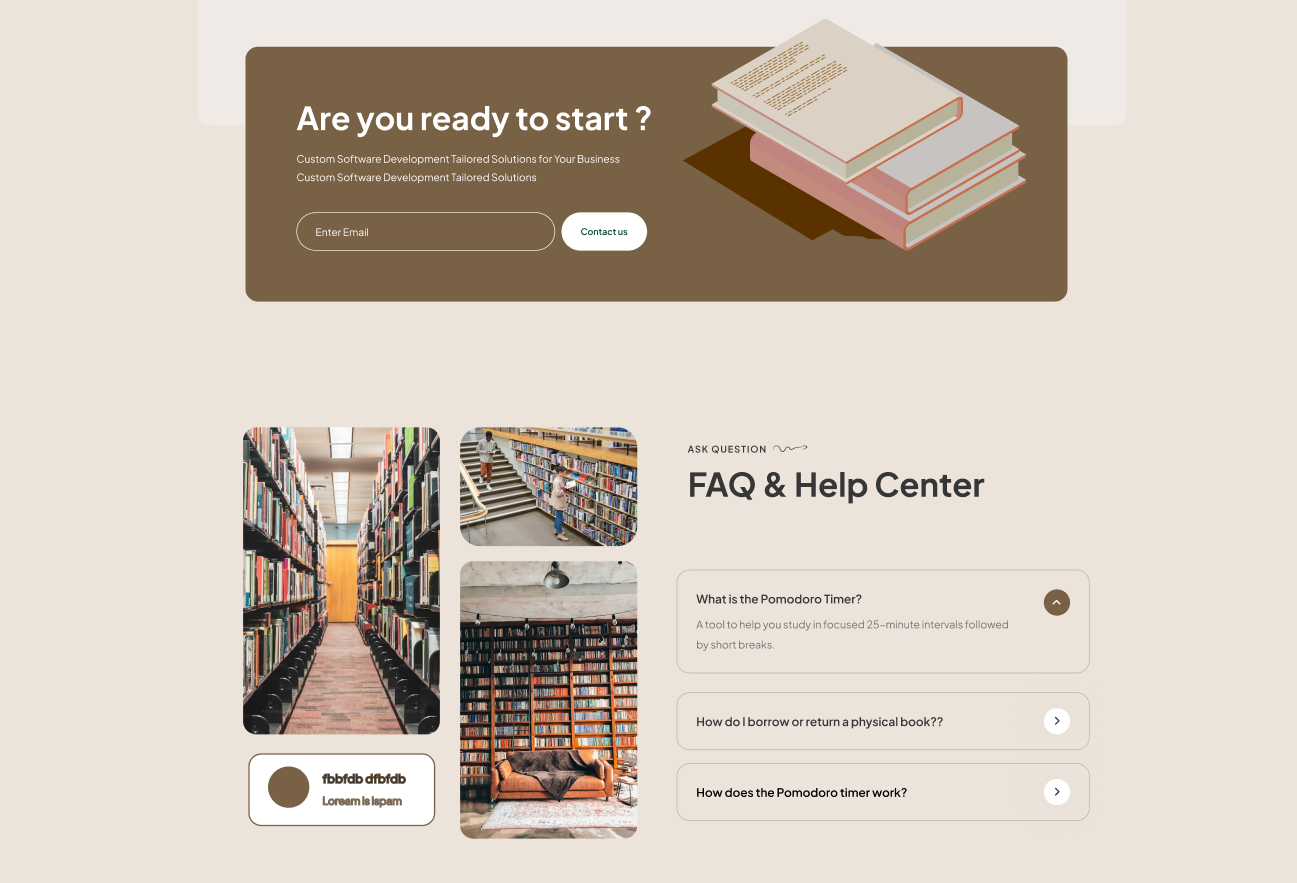 Are you ready to start ?
Custom Software Development Tailored Solutions for Your Business
Custom Software Development Tailored Solutions
Enter Email
Contact us
ASK QUESTION
FAQ & Help Center
What is the Pomodoro Timer?
A tool to help you study in focused 25-minute intervals followed
by short breaks.
How do I borrow or return a physical book??
How does the Pomodoro timer work?
fbbfdb dfbfdb
Loream is ispam